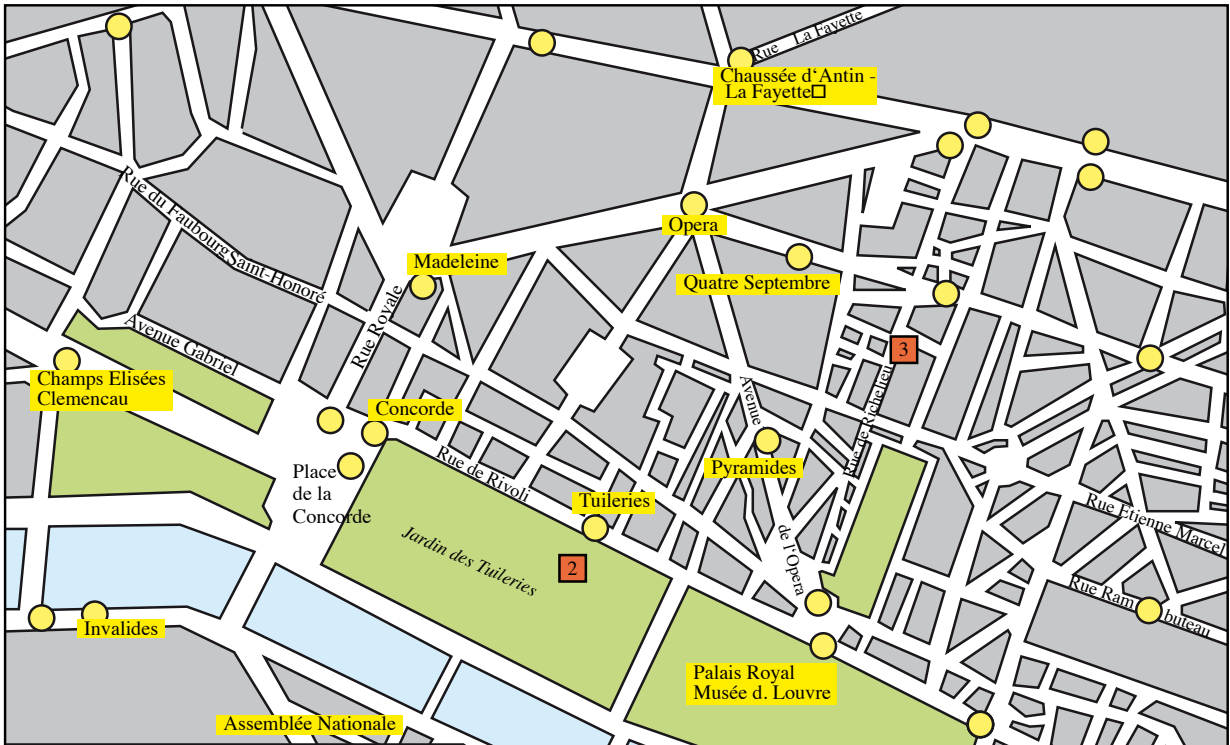 Rue La Fayette
Chaussée d‘Antin -
La Fayette
Rue du Faubourg Saint-Honoré
Opera
Madeleine
Quatre Septembre
Rue Royale
Avenue Gabriel
3
Champs Elisées
Clemencau
Concorde
Avenue
Rue de Richelieu
Pyramides
Rue de Rivoli
Place
de la
Concorde
Tuileries
Rue Etienne Marcel
Jardin des Tuileries
2
de l‘Opera
Rue Ram buteau
Invalides
Palais Royal
Musée d. Louvre
Assemblée Nationale